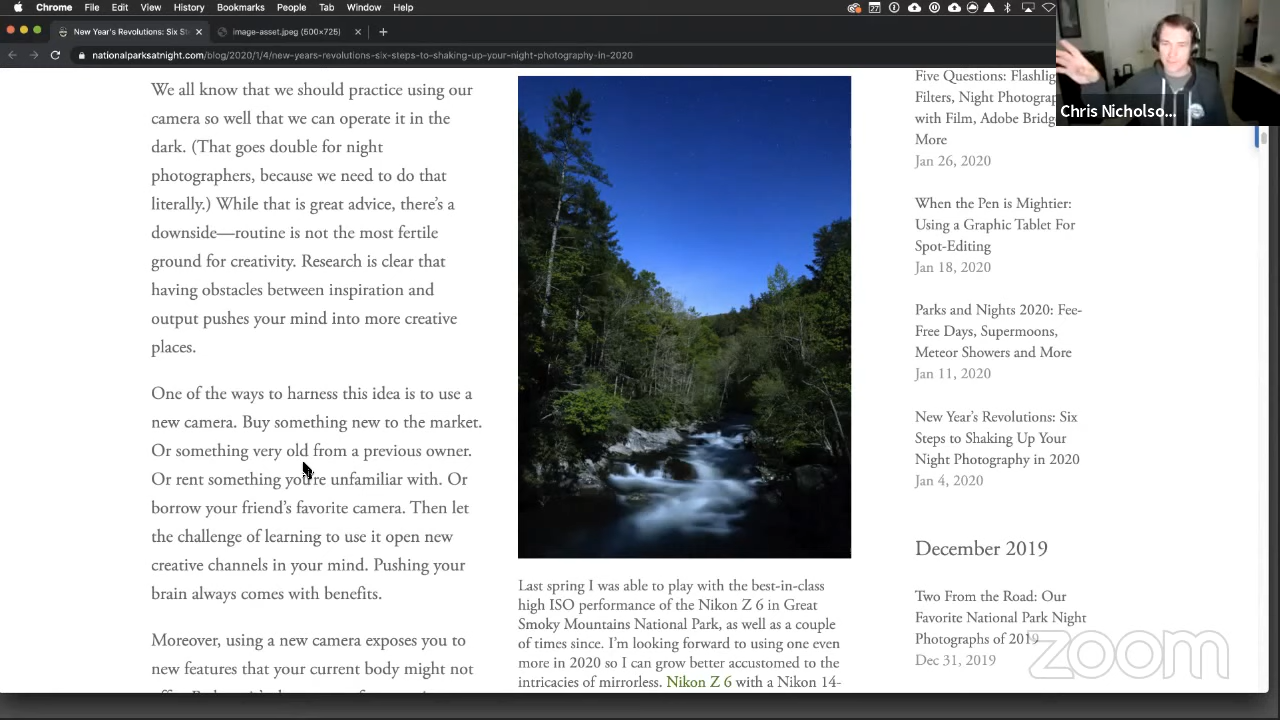 Chrome File Edit View History Bookmarks People Tab Window Help
27
New Year's Revolutions: Six St
image-asset.jpeg (500×725)
nationalparksatnight.com/blog/2020/1/4/new-years-revolutions-six-steps-to-shaking-up-your-night-photography-in-2020
Chris Nicholso...
We all know that we should practice using our
camera so well that we can operate it in the
dark. (That goes double for night
photographers, because we need to do that
literally.) While that is great advice, there's a
downside—routine is not the most fertile
ground for creativity. Research is clear that
having obstacles between inspiration and
output pushes your mind into more creative
places.
One of the ways to harness this idea is to use a
new camera. Buy something new to the market.
Or something very old from a previous owner.
Or rent something you're unfamiliar with. Or
borrow your friend's favorite camera. Then let
the challenge of learning to use it open new
creative channels in your mind. Pushing your
brain always comes with benefits.
Moreover, using a new camera exposes you to
new features that your current body might not
Last spring I was able to play with the best-in-class
high ISO performance of the Nikon Z 6 in Great
Smoky Mountains National Park, as well as a couple
of times since. I'm looking forward to using one even
more in 2020 so I can grow better accustomed to the
intricacies of mirrorless. Nikon Z 6 with a Nikon 14-
Five Questions: Flashlig
Filters, Night Photograp
with Film, Adobe Bridg
More
Jan 26, 2020
When the Pen is Mightier:
Using a Graphic Tablet For
Spot-Editing
Jan 18, 2020
Parks and Nights 2020: Fee-
Free Days, Supermoons,
Meteor Showers and More
Jan 11, 2020
New Year's Revolutions: Six
Steps to Shaking Up Your
Night Photography in 2020
Jan 4, 2020
December 2019
Two From the Road: Our
Favorite National Park Night
Photographs of 2019
Dec 31, 2019
zoom